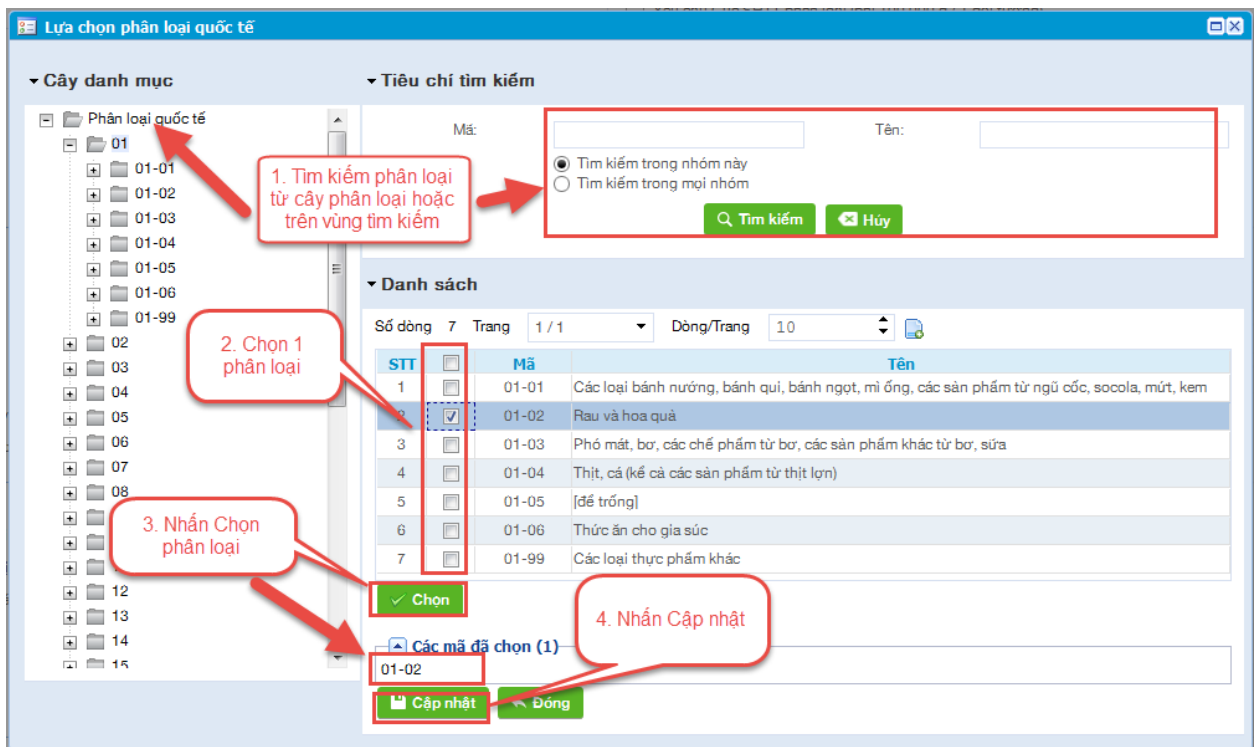 Lựa chọn phân loại quốc tế
Cây danh mục
Phân loại quốc tế
01
01-01
01-02
01-03
01-04
01-05
01-06
01-99
02
03
04
05
06
07
08
12
13
14
15
Tiêu chí tìm kiếm
Mã:
Tên:
Tìm kiếm trong nhóm này
Tìm kiếm trong mọi nhóm
Tìm kiếm
Hủy
1. Tìm kiếm phân loại
từ cây phân loại hoặc
trên vùng tìm kiếm
Danh sách
Số dòng 7 Trang 1 / 1 Dòng/Trang 10
STT Mã Tên
1 01-01 Các loại bánh nướng, bánh qui, bánh ngọt, mì ống, các sản phẩm từ ngũ cốc, socola, mứt, kem
2 01-02 Rau và hoa quả
3 01-03 Phó mát, bơ, các chế phẩm từ bơ, các sản phẩm khác từ bơ, sữa
4 01-04 Thịt, cá (kể cả các sản phẩm từ thịt lợn)
5 01-05 [để trống]
6 01-06 Thức ăn cho gia súc
7 01-99 Các loại thực phẩm khác
2. Chọn 1
phân loại
3. Nhấn Chọn
phân loại
Chọn
4. Nhấn Cập nhật
Các mã đã chọn (1)
01-02
Cập nhật
Đóng